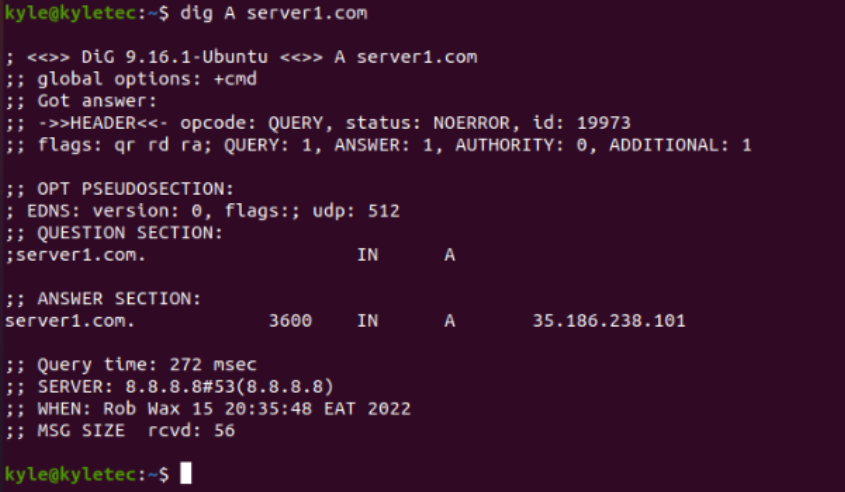 kyle@kyletec:~$ dig A server1.com
; <<>> DiG 9.16.1-Ubuntu <<>> A server1.com
;; global options: +cmd
;; Got answer:
;; ->>HEADER<<- opcode: QUERY, status: NOERROR, id: 19973
;; flags: qr rd ra; QUERY: 1, ANSWER: 1, AUTHORITY: 0, ADDITIONAL: 1
;; OPT PSEUDOSECTION:
; EDNS: version: 0, flags:; udp: 512
;; QUESTION SECTION:
;server1.com. IN A
;; ANSWER SECTION:
server1.com. 3600 IN A 35.186.238.101
;; Query time: 272 msec
;; SERVER: 8.8.8.8#53(8.8.8.8)
;; WHEN: Rob Wax 15 20:35:48 EAT 2022
;; MSG SIZE rcvd: 56
kyle@kyletec:~$